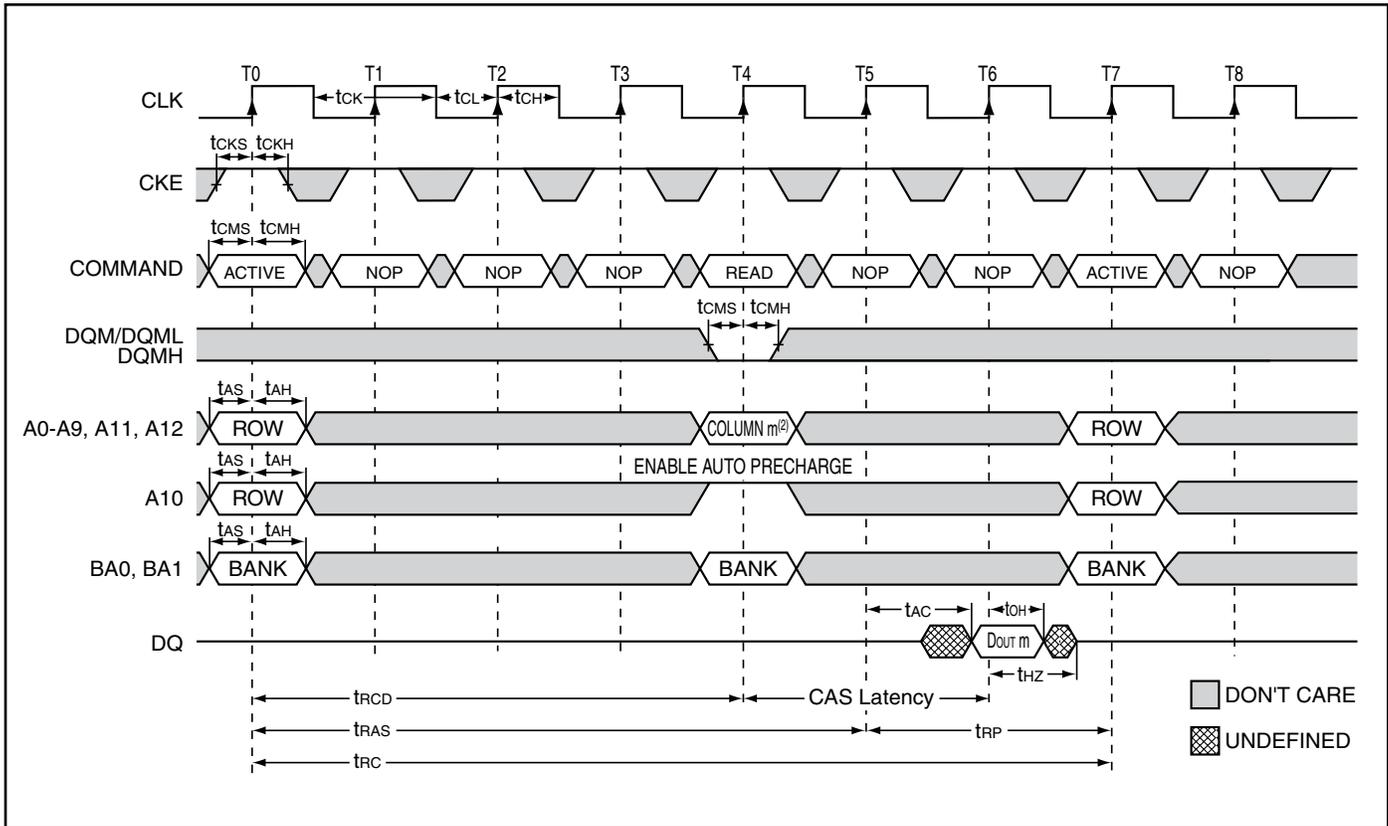 T0 T1 T2 T3 T4 T5 T6 T7 T8
CLK tCK tCL tCH
tCKS tCKH
CKE
tCMS tCMH
COMMAND ACTIVE NOP NOP NOP READ NOP NOP ACTIVE NOP
tCMS tCMH
DQM/DQML
DQMH
tAS tAH
A0-A9, A11, A12 ROW COLUMN m(2) ROW
tAS tAH ENABLE AUTO PRECHARGE
A10 ROW ROW
tAS tAH
BA0, BA1 BANK BANK BANK
tAC tOH
DQ DOUT m
tHZ
tRCD CAS Latency DON'T CARE
tRAS tRP
UNDEFINED
tRC